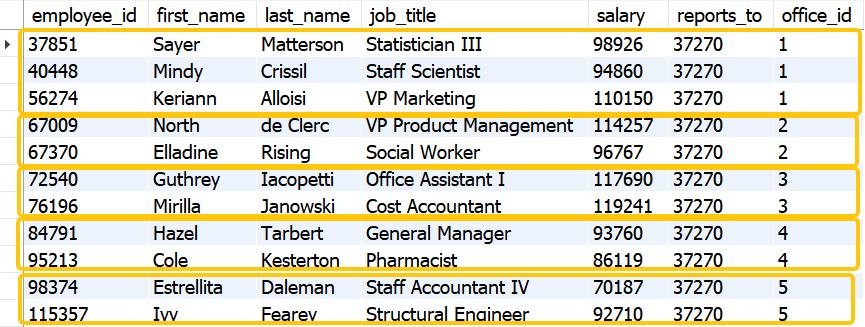 employee_id first_name last_name job_title salary reports_to office_id
37851 Sayer Matterson Statistician III 98926 37270 1
40448 Mindy Crissil Staff Scientist 94860 37270 1
56274 Keriann Alloisi VP Marketing 110150 37270 1
67009 North de Clerc VP Product Management 114257 37270 2
67370 Elladine Rising Social Worker 96767 37270 2
72540 Guthrey Iacopetti Office Assistant I 117690 37270 3
76196 Mirilla Janowski Cost Accountant 119241 37270 3
84791 Hazel Tarbert General Manager 93760 37270 4
95213 Cole Kesterton Pharmacist 86119 37270 4
98374 Estrellita Daleman Staff Accountant IV 70187 37270 5
115357 Ivy Fearey Structural Engineer 92710 37270 5